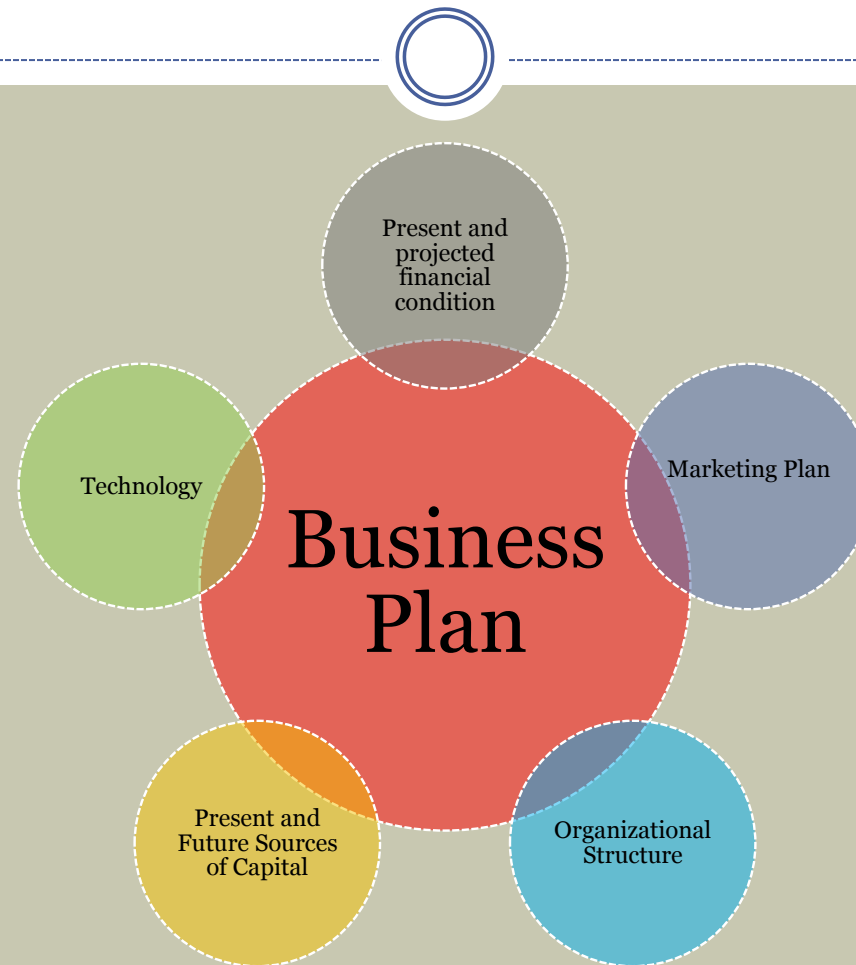 Present and
projected
financial
condition
Marketing Plan
Technology
Business
Plan
Present and
Future Sources
of Capital
Organizational
Structure